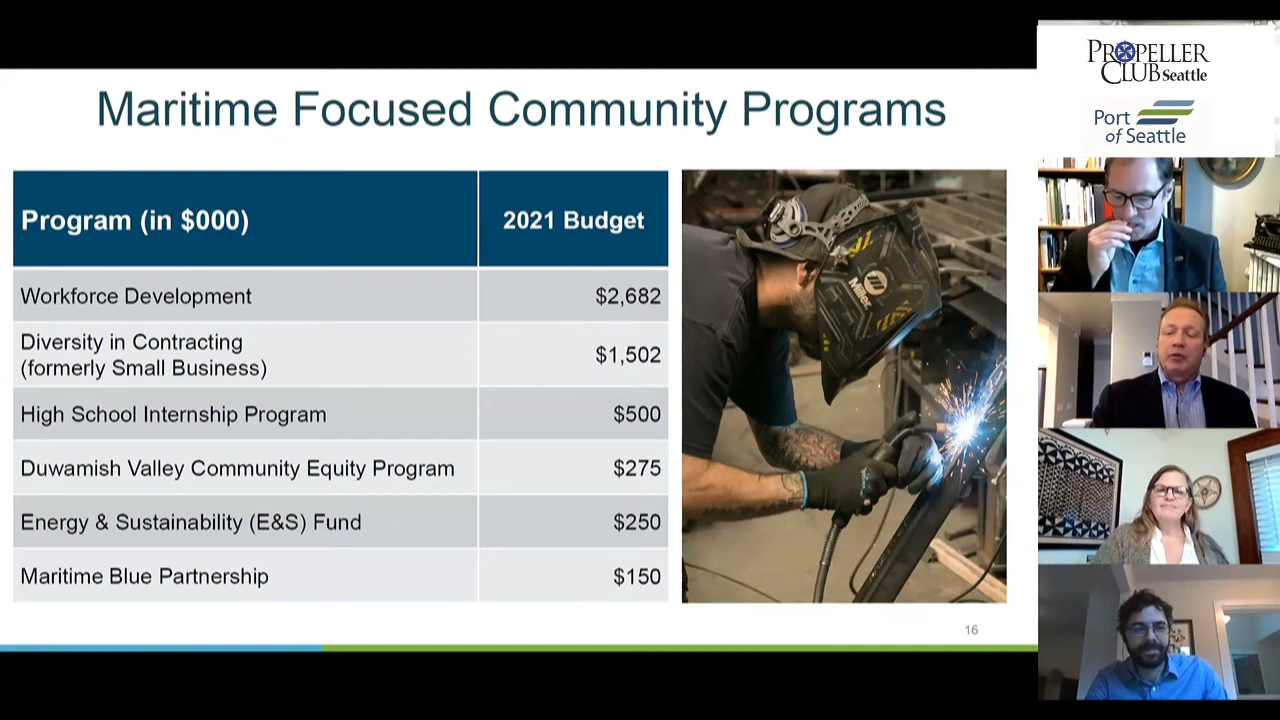 Maritime Focused Community Programs
Program (in $000) 2021 Budget
Workforce Development $2,682
Diversity in Contracting
(formerly Small Business) $1,502
High School Internship Program $500
Duwamish Valley Community Equity Program $275
Energy & Sustainability (E&S) Fund $250
Maritime Blue Partnership $150
Miller
16
PROPELLER
CLUB Seattle
Port
of Seattle